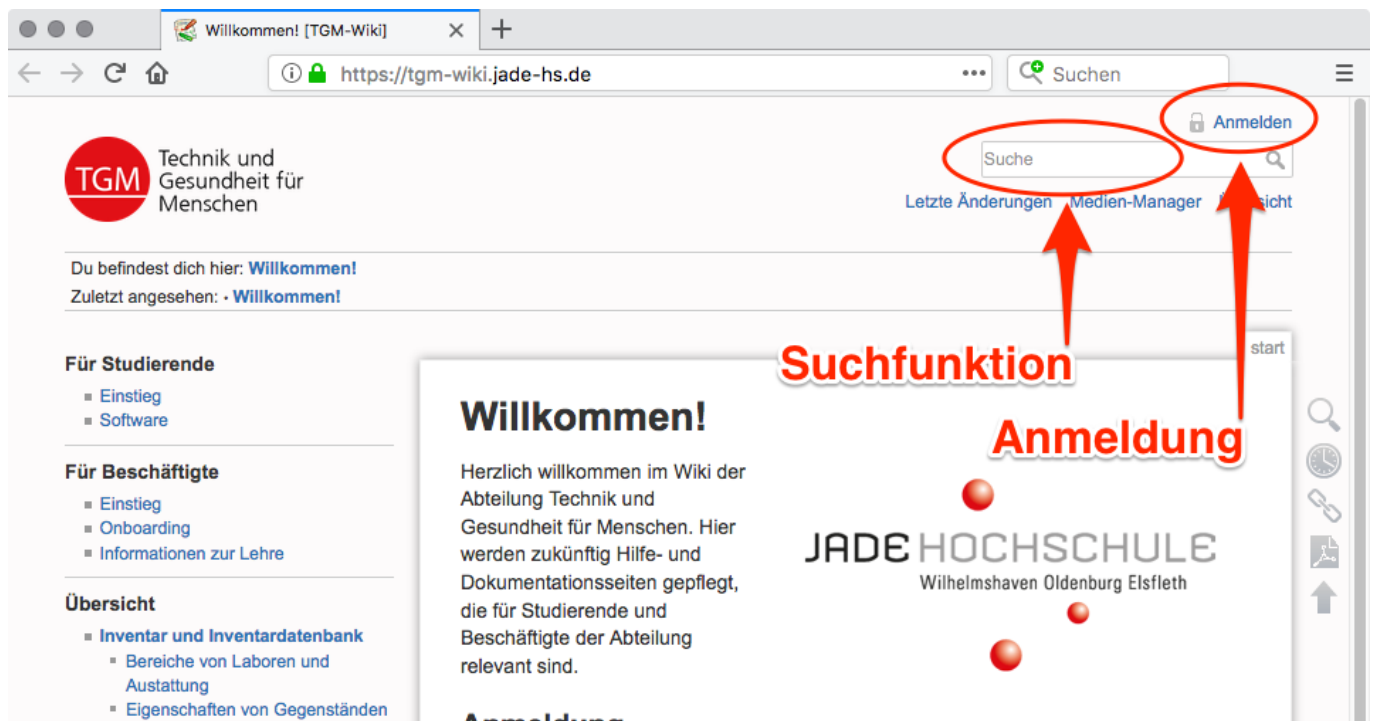 Willkommen! [TGM-Wiki]
https://tgm-wiki.jade-hs.de
Suchen
Anmelden
TGM
Technik und
Gesundheit für
Menschen
Suche
Letzte Änderungen Medien-Manager
Du befindest dich hier: Willkommen!
Zuletzt angesehen: • Willkommen!
Suchfunktion
Anmeldung
start
Für Studierende
Einstieg
Software
Für Beschäftigte
Einstieg
Onboarding
Informationen zur Lehre
Übersicht
Inventar und Inventardatenbank
Bereiche von Laboren und
Austattung
Eigenschaften von Gegenständen
Willkommen!
Herzlich willkommen im Wiki der
Abteilung Technik und
Gesundheit für Menschen. Hier
werden zukünftig Hilfe- und
Dokumentationsseiten gepflegt,
die für Studierende und
Beschäftigte der Abteilung
relevant sind.
JADE HOCHSCHULE
Wilhelmshaven Oldenburg Elsfleth
Anmeldung